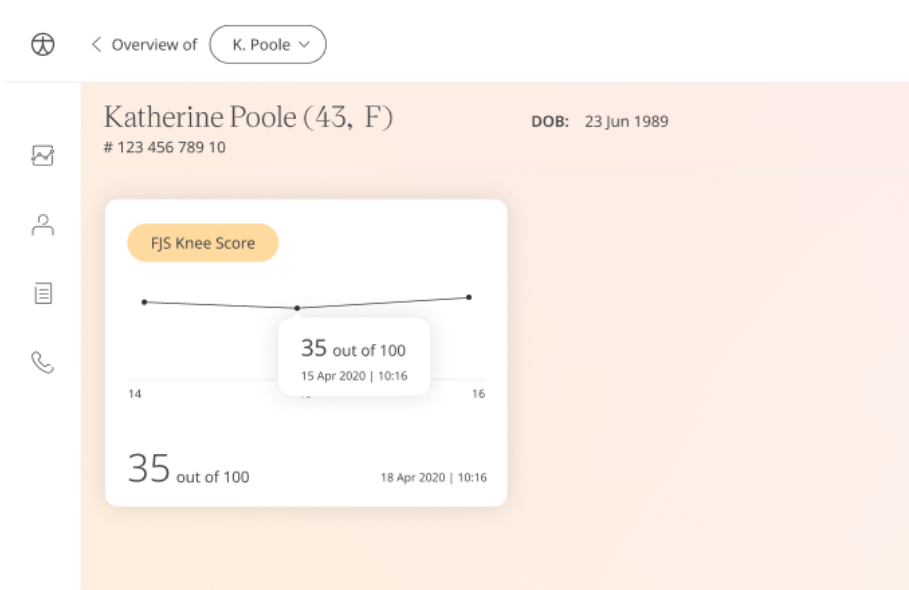 Overview of K. Poole
Katherine Poole (43, F)
DOB: 23 Jun 1989
# 123 456 789 10
FJS Knee Score
35 out of 100
15 Apr 2020 | 10:16
14
16
35 out of 100
18 Apr 2020 | 10:16